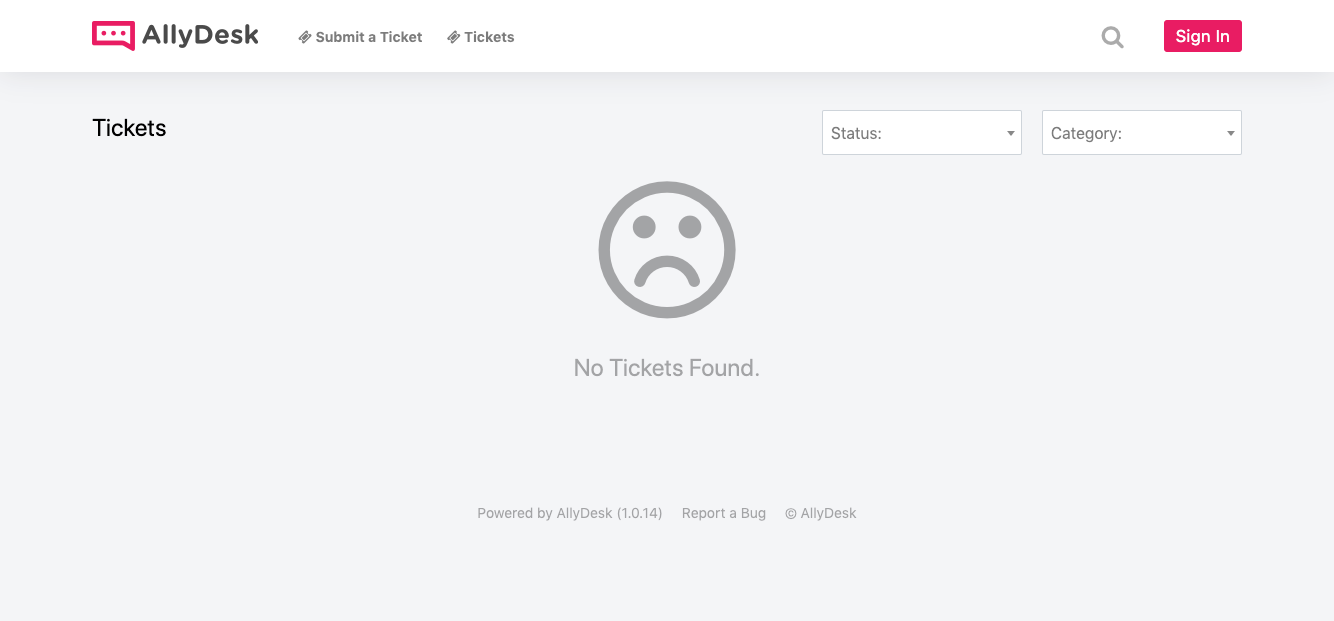 AllyDesk Submit a Ticket Tickets Sign In
Tickets Status: Category:
No Tickets Found.
Powered by AllyDesk (1.0.14) Report a Bug © AllyDesk